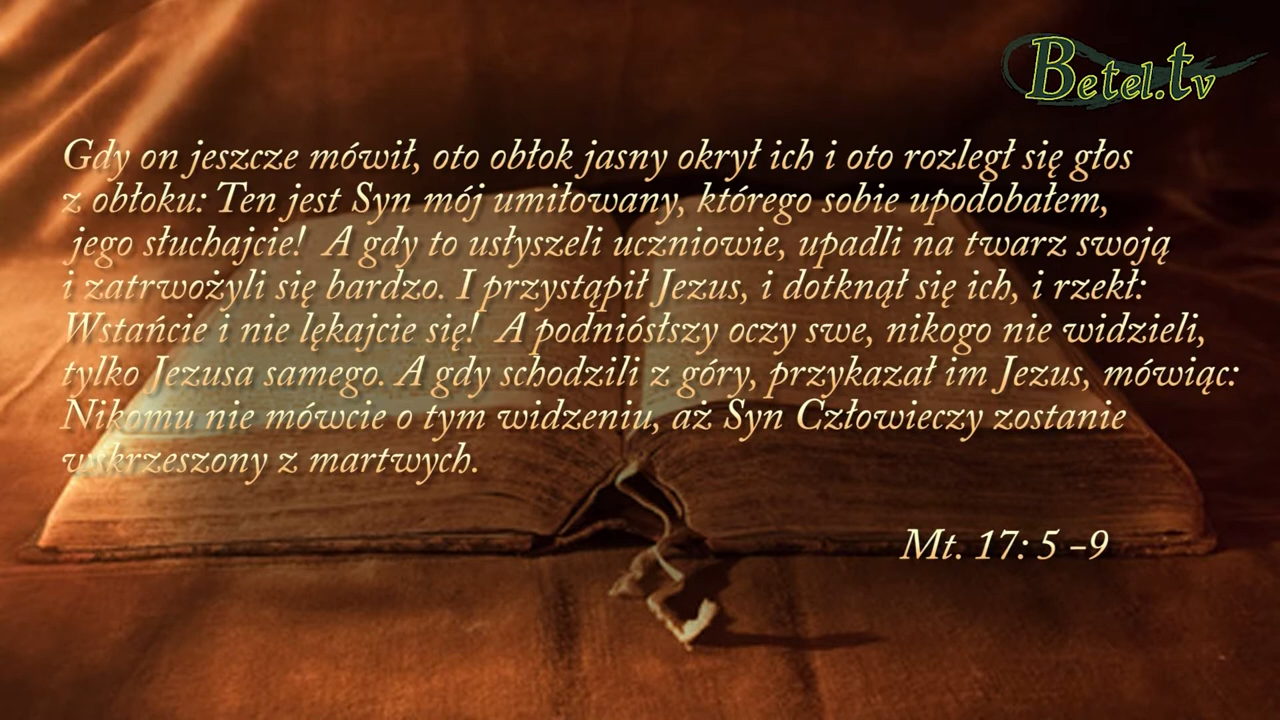 Betel.tv
Gdy on jeszcze mówił, oto obłok jasny okrył ich i oto rozległ się głos
z obłoku: Ten jest Syn mój umiłowany, którego sobie upodobałem,
jego słuchajcie! A gdy to usłyszeli uczniowie, upadli na twarz swoją
i zatrwożyli się bardzo. I przystąpił Jezus, i dotknął się ich, i rzekł:
Wstańcie i nie lękajcie się! A podniósłszy oczy swe, nikogo nie widzieli,
tylko Jezusa samego. A gdy schodzili z góry, przykazał im Jezus, mówiąc:
Nikomu nie mówcie o tym widzeniu, aż Syn Człowieczy zostanie
wskrzeszony z martwych.
Mt. 17: 5 –9